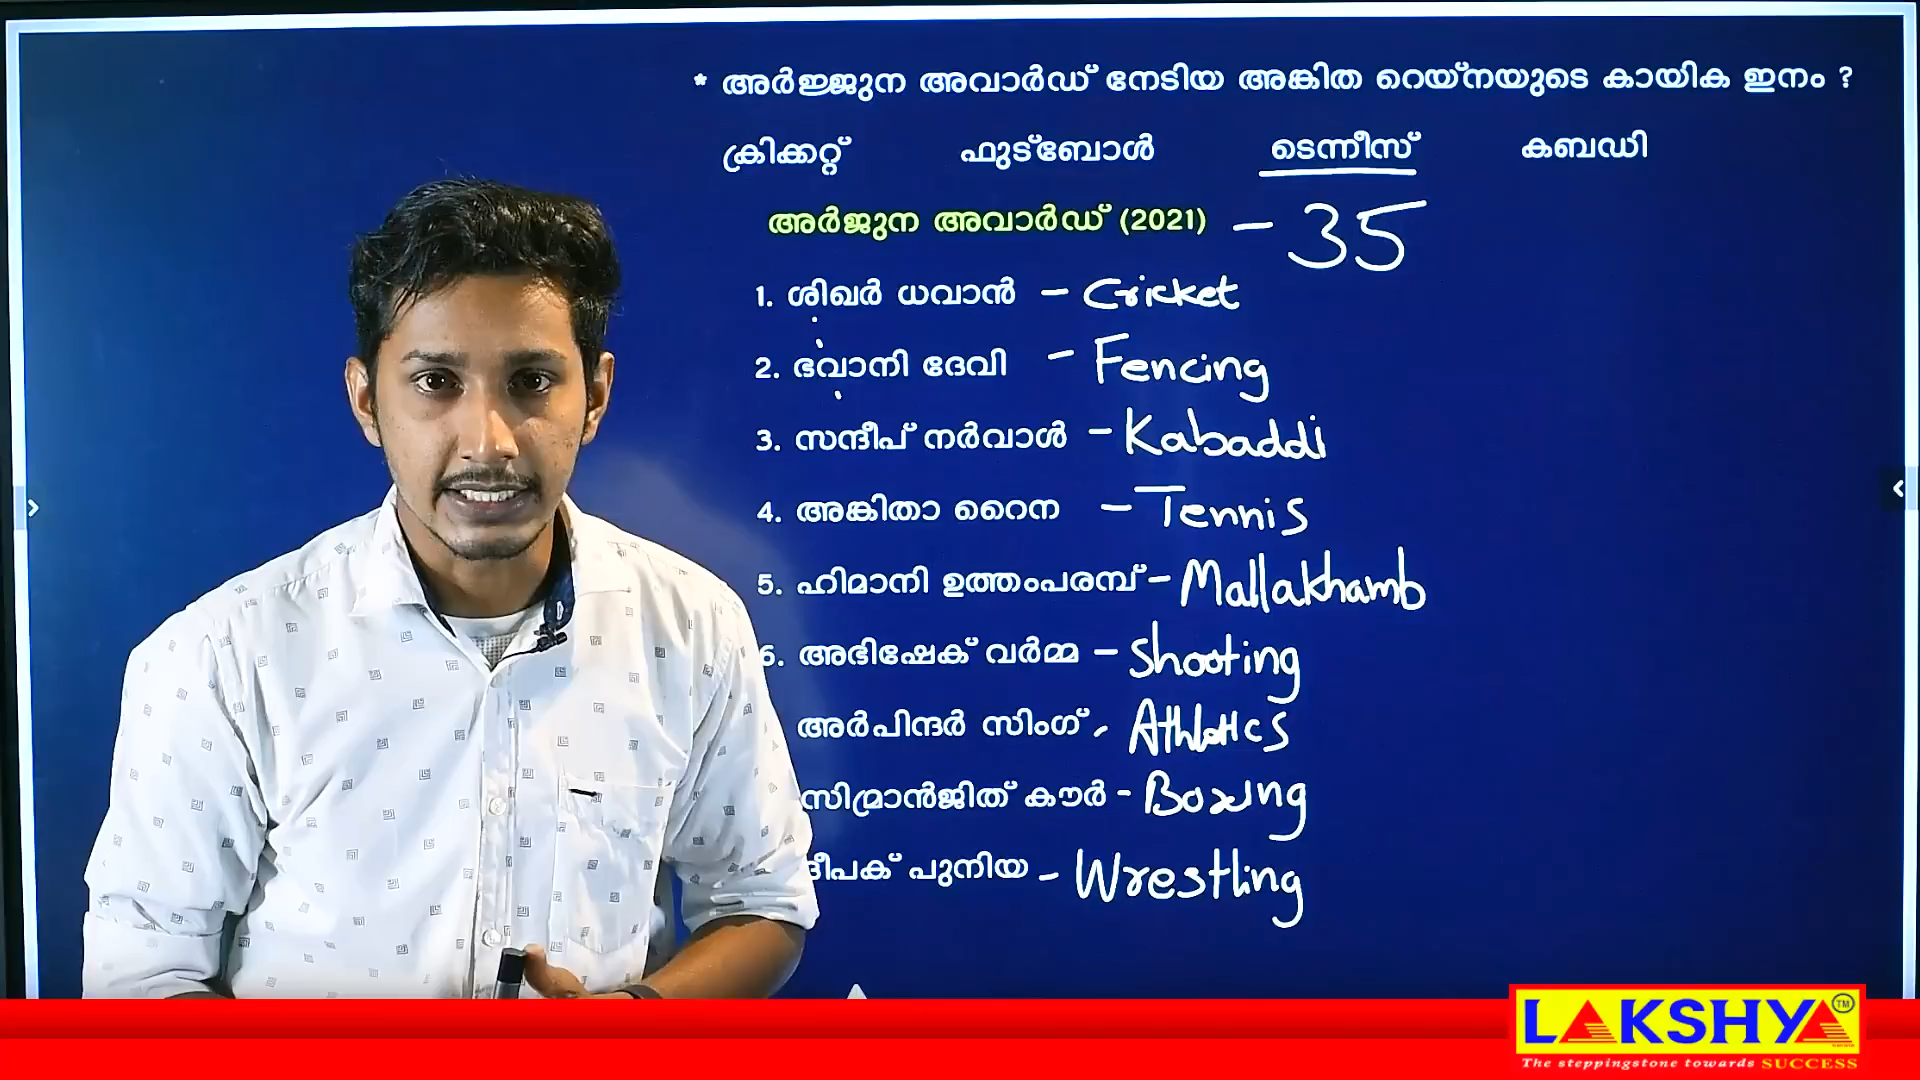 * അർജ്ജുന അവാർഡ് നേടിയ അങ്കിത റെയ്നയുടെ കായിക ഇനം ?
ക്രിക്കറ്റ് ഫുട്ബോൾ ടെന്നീസ് കബഡി
അർജുന അവാർഡ് (2021) - 35
1. ശിഖർ ധവാൻ - Cricket
2. ഭവാനി ദേവി - Fencing
3. സന്ദീപ് നർവാൾ - Kabaddi
4. അങ്കിതാ റൈന - Tennis
5. ഹിമാനി ഉത്തംപരമ്പ് - Mallakhamb
6. അഭിഷേക് വർമ്മ - Shooting
അർപിന്ദർ സിംഗ് - Athletics
സിമ്രാൻജിത് കൗർ - Boxing
ദീപക് പുനിയ - Wrestling
LAKSHYA TM
The steppingstone towards SUCCESS